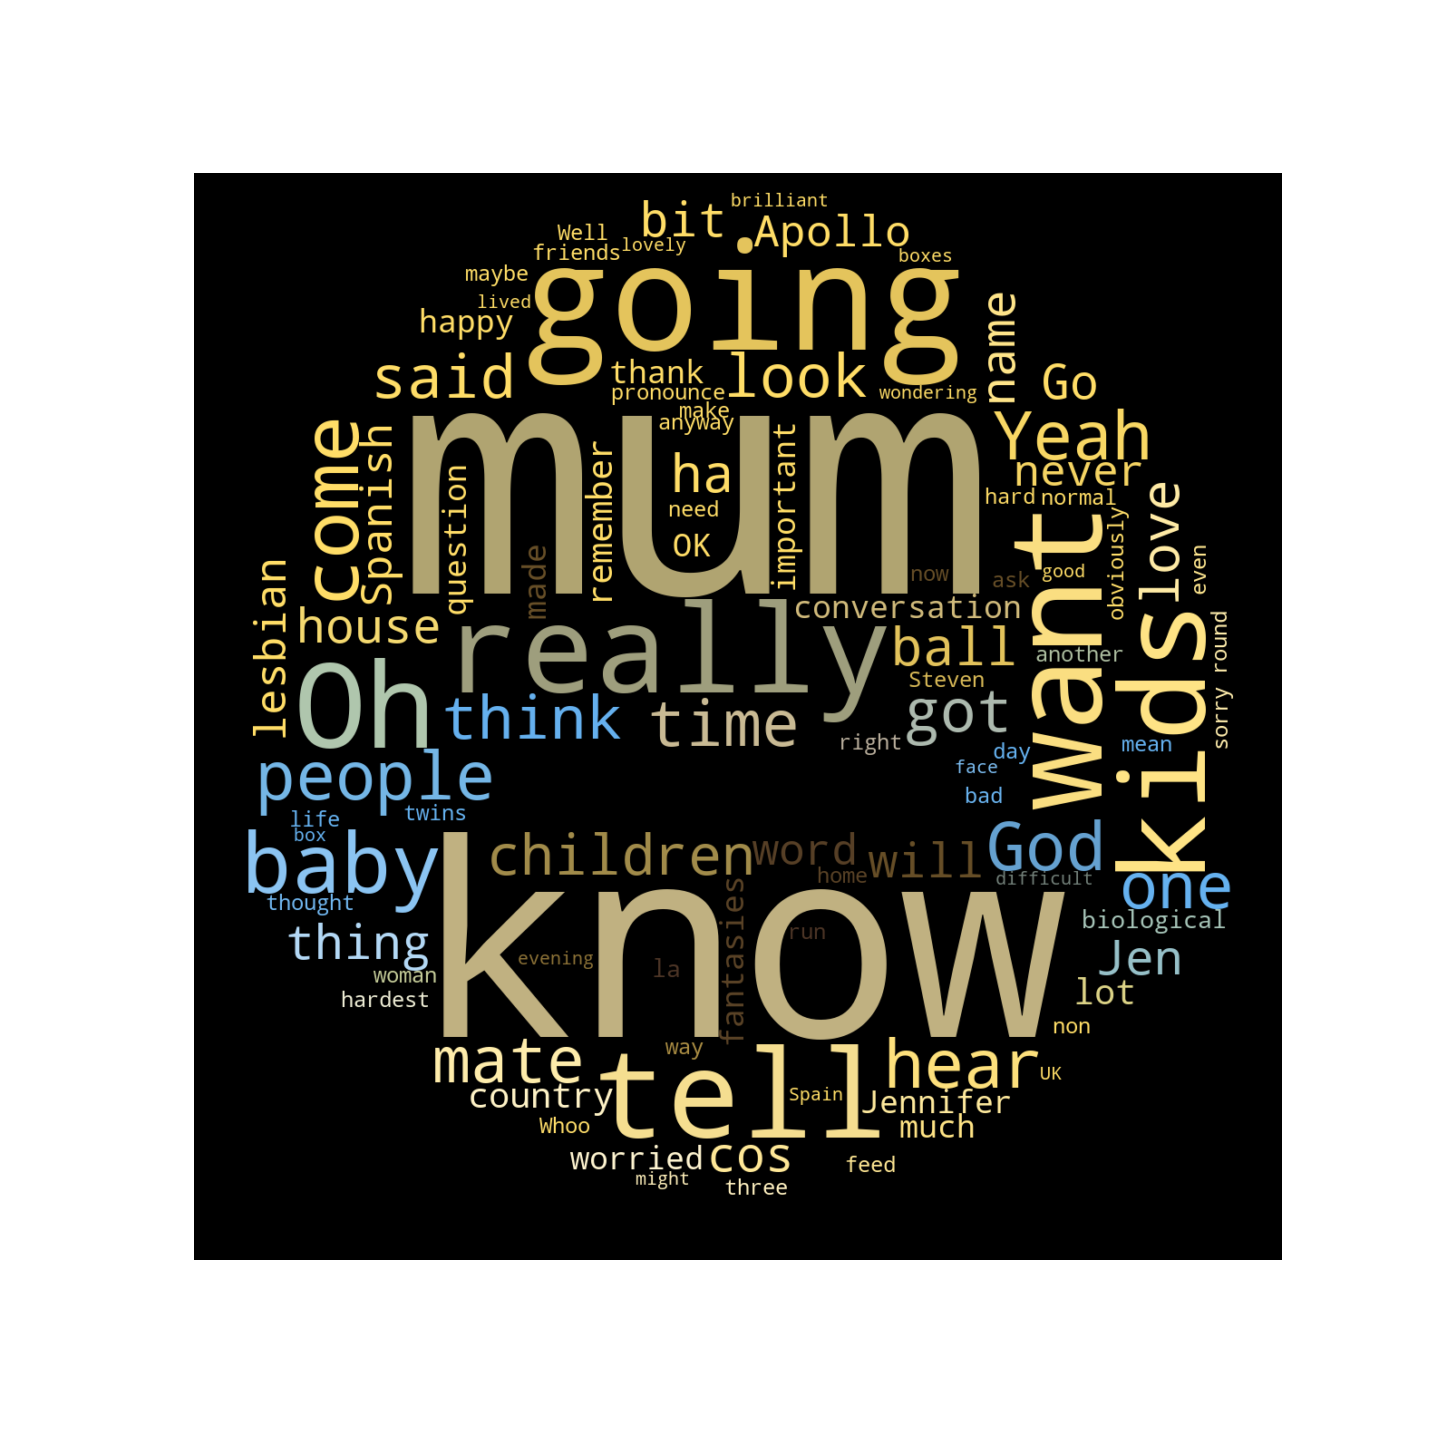 brilliant
bit
Apollo
Well
friends
lovely
boxes
maybe
going
lived
happy
name
said
thank
look
Go
pronounce
wondering
make
anyway
mum
Yeah
come
Spanish
question
remember
ha
important
never
need
hard
normal
OK
want
love
obviously
even
made
now
ask
good
lesbian
house
really
conversation
ball
another
kids
sorry
round
Oh
think
time
Steven
got
right
day
mean
people
face
bad
life
twins
box
baby
children
word
will
God
home
difficult
one
thought
know
fantasies
run
biological
thing
evening
la
Jen
woman
hardest
lot
non
mate
way
tell
hear
UK
country
Spain
Jennifer
Whoo
much
worried
cos
feed
might
three